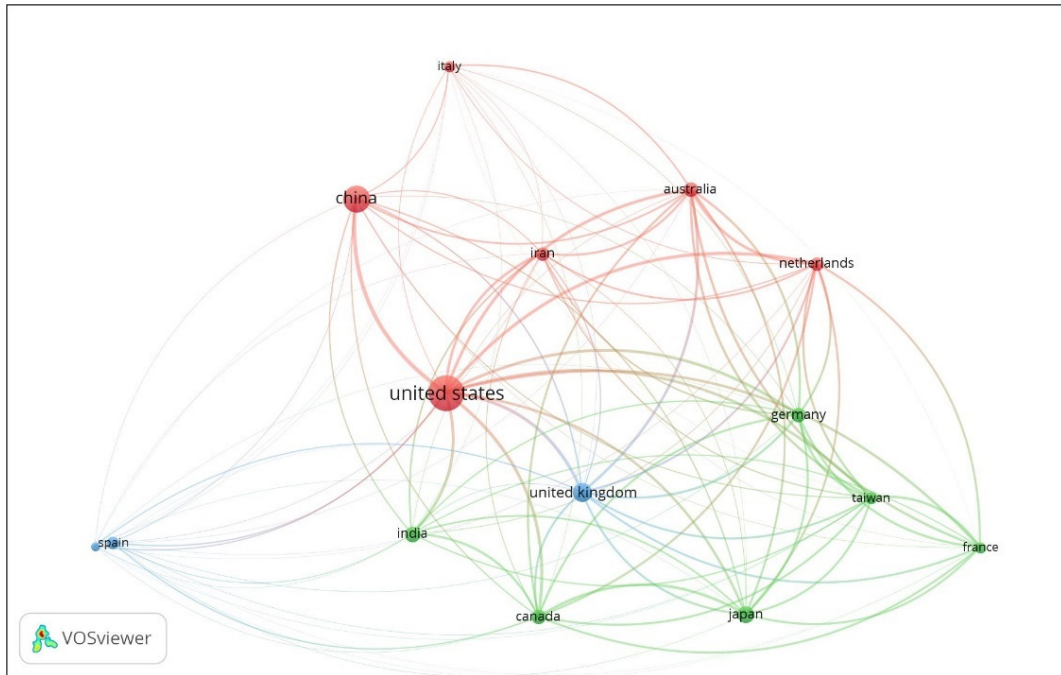 italy
china
australia
iran
netherlands
united states
germany
united kingdom
taiwan
india
spain
france
canada
japan
VOSviewer